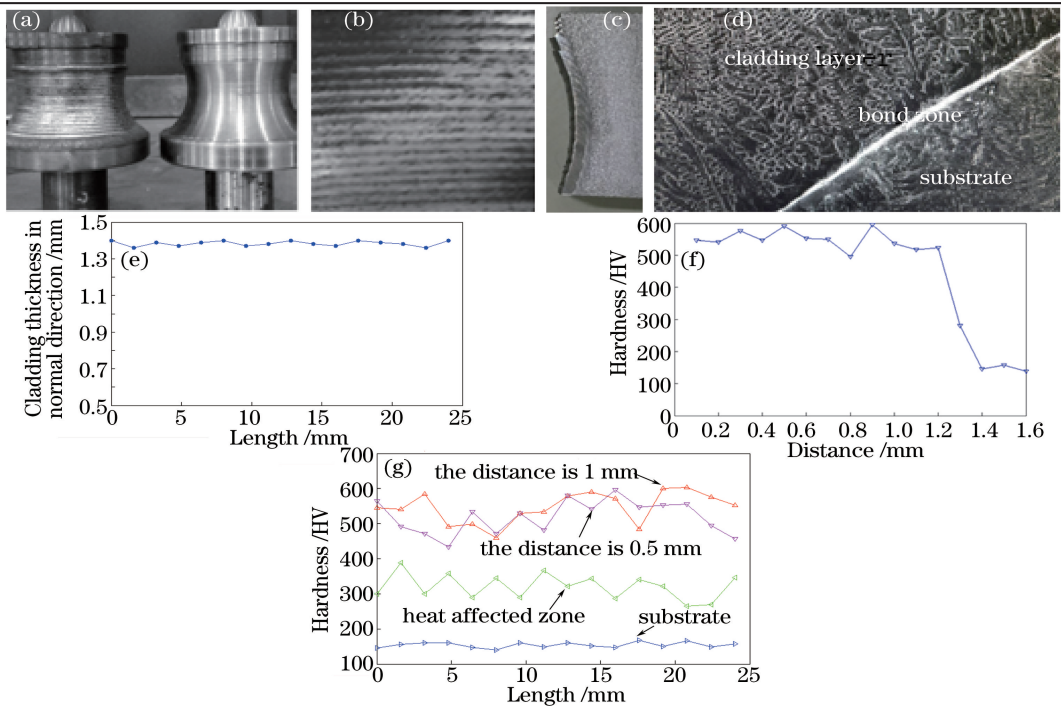 (a)
(b)
(c)
(d)
cladding layer
bond zone
substrate
1.5
1.3
1.1
0.9
0.7
0.5
Cladding thickness in
normal direction /mm
(e)
0
5
10
15
20
25
Length /mm
600
500
400
300
200
100
0
Hardness /HV
(f)
0
0.2
0.4
0.6
0.8
1.0
1.2
1.4
1.6
Distance /mm
700
600
500
400
300
200
100
Hardness /HV
(g)
the distance is 1 mm
the distance is 0.5 mm
heat affected zone
substrate
0
5
10
15
20
25
Length /mm